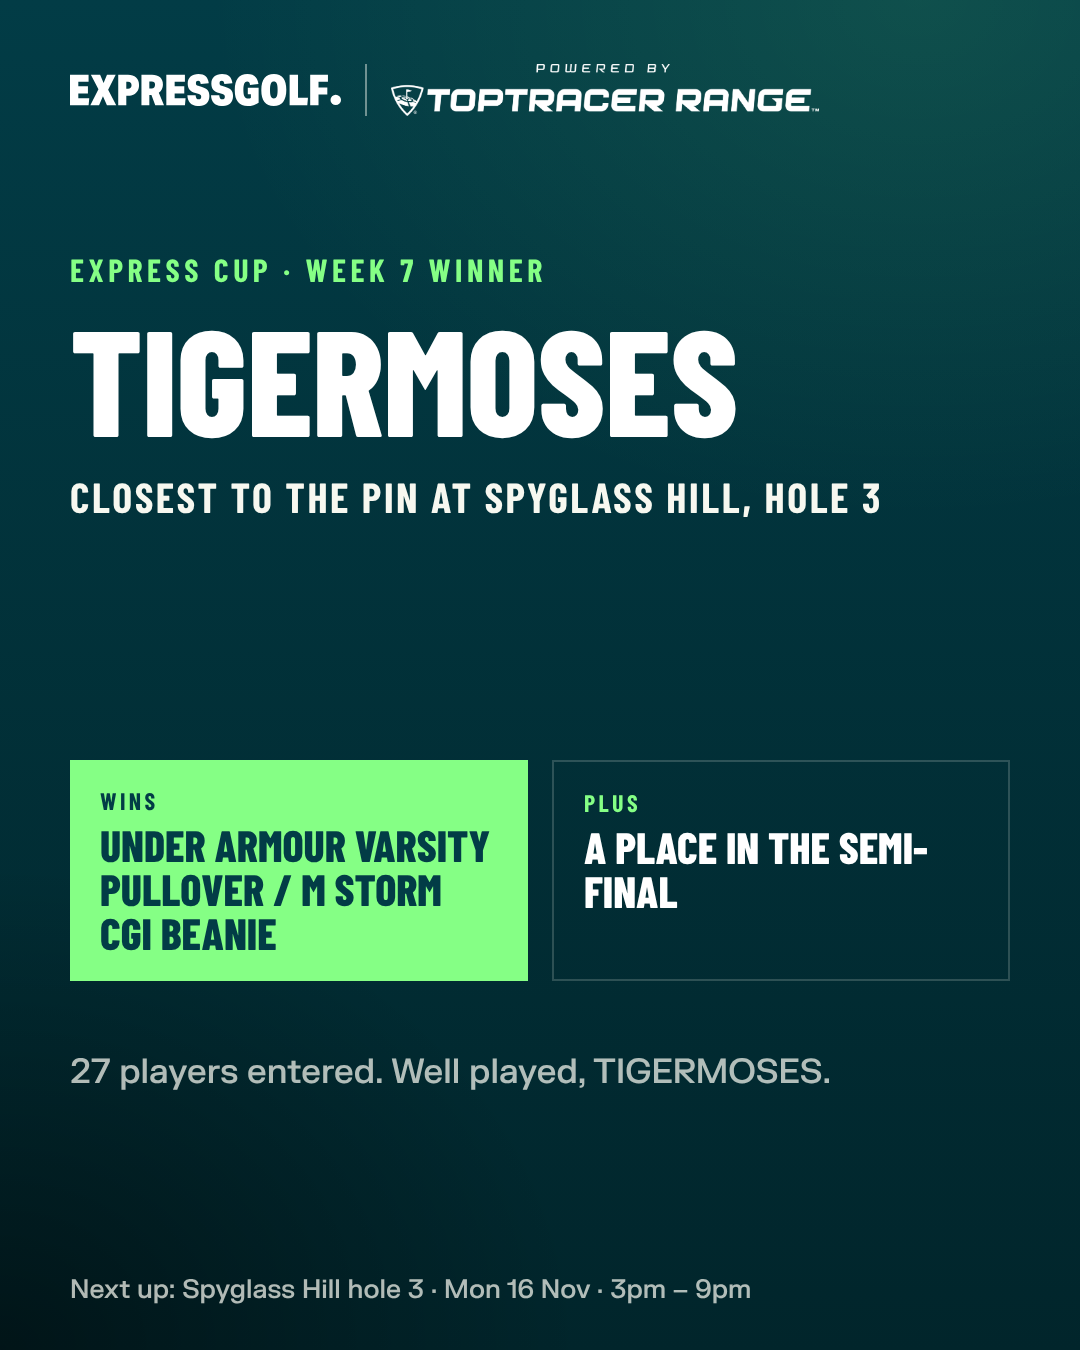 EXPRESSGOLF.
POWERED BY
TOPTRACER RANGE™
EXPRESS CUP · WEEK 7 WINNER
TIGERMOSES
CLOSEST TO THE PIN AT SPYGLASS HILL, HOLE 3
WINS
UNDER ARMOUR VARSITY
PULLOVER / M STORM
CGI BEANIE
PLUS
A PLACE IN THE SEMI-
FINAL
27 players entered. Well played, TIGERMOSES.
Next up: Spyglass Hill hole 3 · Mon 16 Nov · 3pm – 9pm